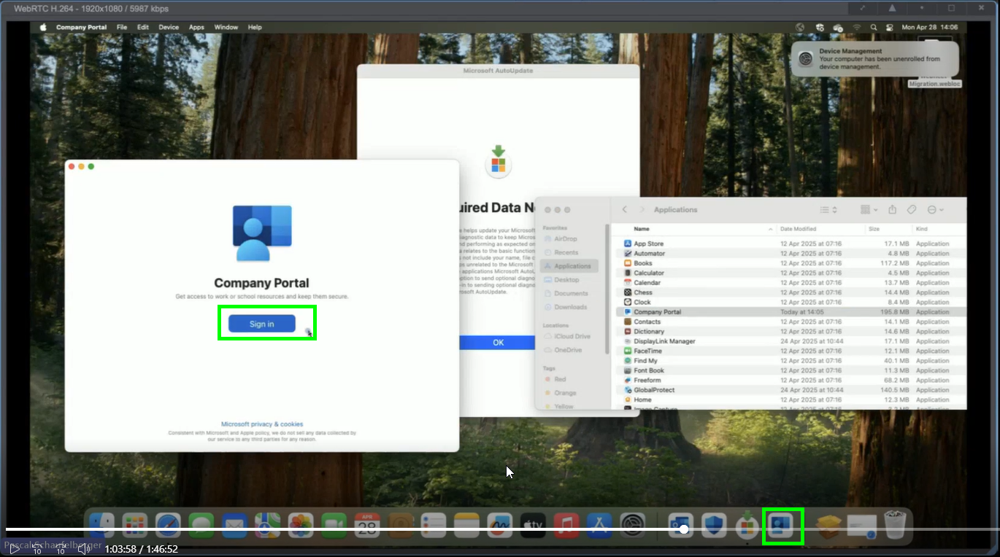 WebRTC H.264 - 1920x1080 / 5987 kbps
Company Portal File Edit Device Apps Window Help
Mon Apr 28 14:06
Device Management
Your computer has been unenrolled from
device management.
Migration.webloc
Microsoft AutoUpdate
uired Data N
helps update your Microsoft
diagnostic data to keep Micros
d performing as expected on
a relates to the basic function
not include your name, file c
ps unrelated to the Microsoft
applications Microsoft AutoU
ption to send optional diagno
-in to sending optional diagno
rosoft AutoUpdate.
OK
Company Portal
Get access to work or school resources and keep them secure.
Sign in
Microsoft privacy & cookies
Consistent with Microsoft and Apple policy, we do not sell any data collected by
our service to any third parties for any reason.
Applications
Favorites
AirDrop
Recents
Applications
Desktop
Documents
Downloads
Locations
iCloud Drive
OneDrive
Tags
Red
Orange
Yellow
Name Date Modified Size Kind
App Store 12 Apr 2025 at 07:16 17.1 MB Application
Automator 12 Apr 2025 at 07:16 4.8 MB Application
Books 12 Apr 2025 at 07:16 117.2 MB Application
Calculator 12 Apr 2025 at 07:16 4.5 MB Application
Calendar 12 Apr 2025 at 07:16 13.7 MB Application
Chess 12 Apr 2025 at 07:16 14.4 MB Application
Clock 12 Apr 2025 at 07:16 8.4 MB Application
Company Portal Today at 14:05 195.8 MB Application
Contacts 12 Apr 2025 at 07:16 14.1 MB Application
Dictionary 12 Apr 2025 at 07:16 14.6 MB Application
DisplayLink Manager 24 Apr 2025 at 10:44 17.1 MB Application
FaceTime 12 Apr 2025 at 07:16 12.1 MB Application
Find My 12 Apr 2025 at 07:16 40.1 MB Application
Font Book 12 Apr 2025 at 07:16 11.3 MB Application
Freeform 12 Apr 2025 at 07:16 68.2 MB Application
GlobalProtect 24 Apr 2025 at 10:44 140.5 MB Application
Home 12 Apr 2025 at 07:16 12.3 MB Application
Image Capture 12 Apr 2025 at 07:16 Application
APR
28
tv
Pascal Schaufelberger
10 10 1:03:58 / 1:46:52